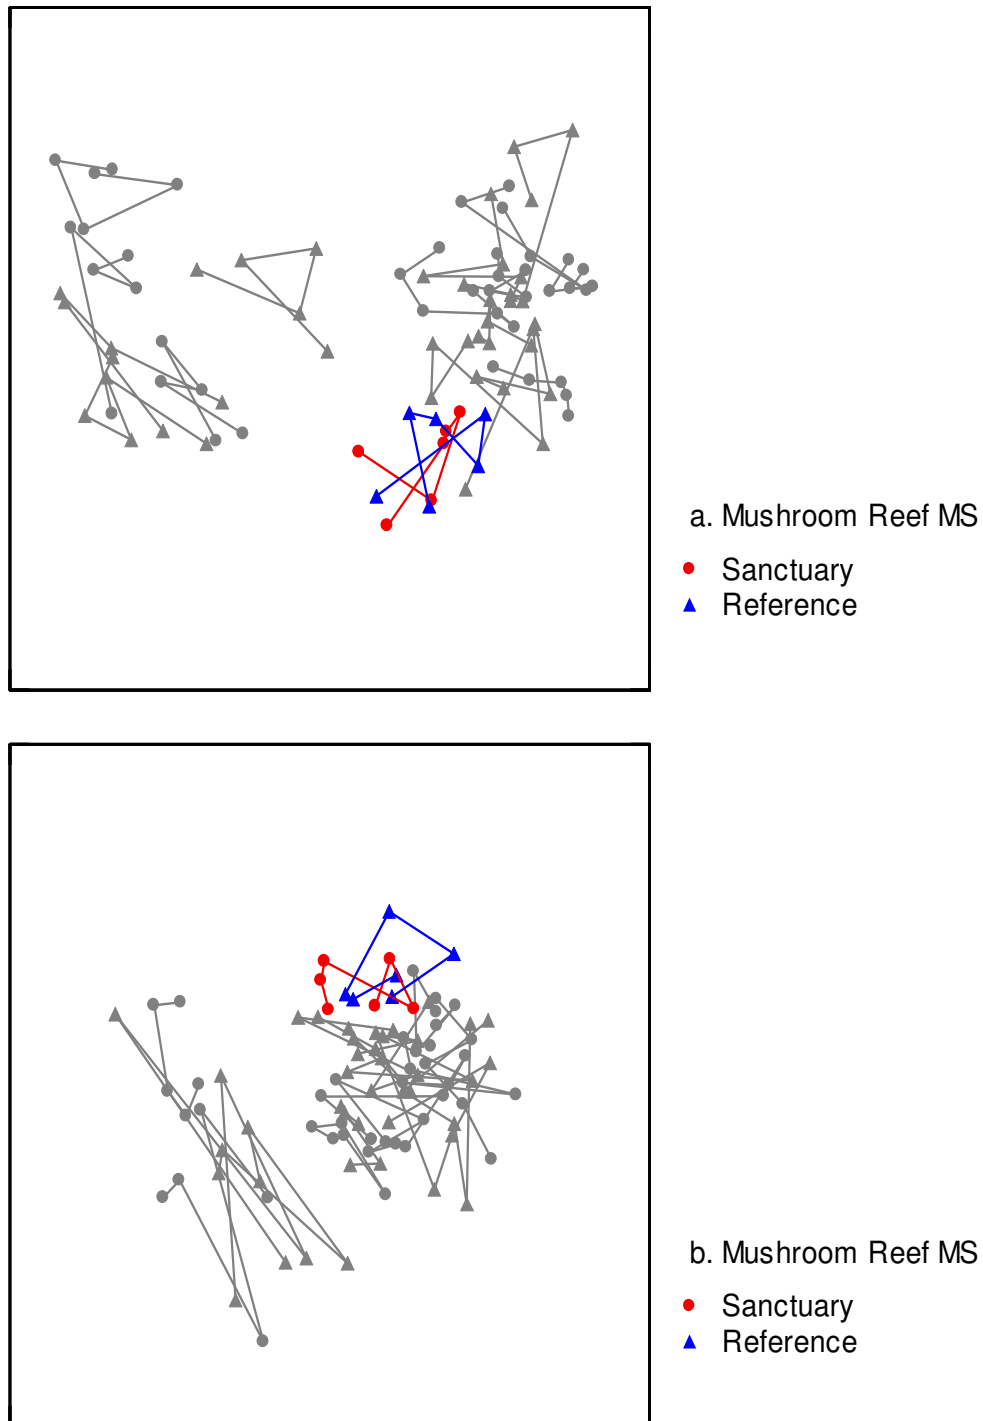 a. Mushroom Reef MS
Sanctuary
Reference
b. Mushroom Reef MS
Sanctuary
Reference